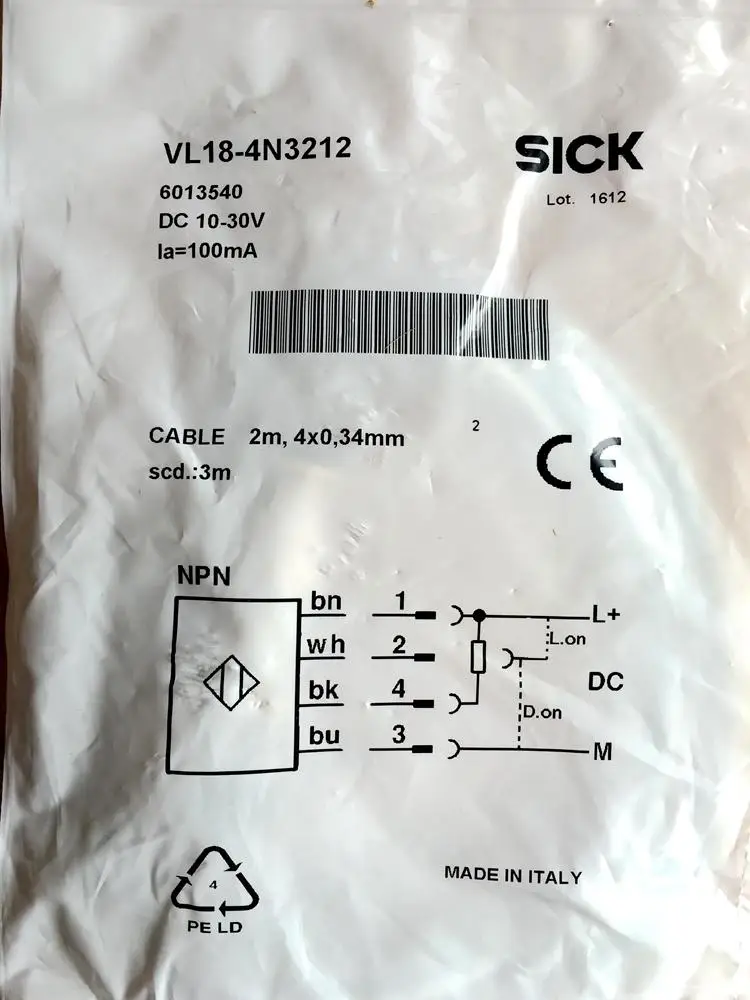 VL18-4N3212
SICK
6013540
Lot. 1612
DC 10-30V
Ia=100mA
CABLE 2m, 4x0,34mm 2
scd.:3m
CE
NPN
bn 1 L+
L.on
wh 2
DC
bk 4
D.on
bu 3 M
4
PE LD
MADE IN ITALY